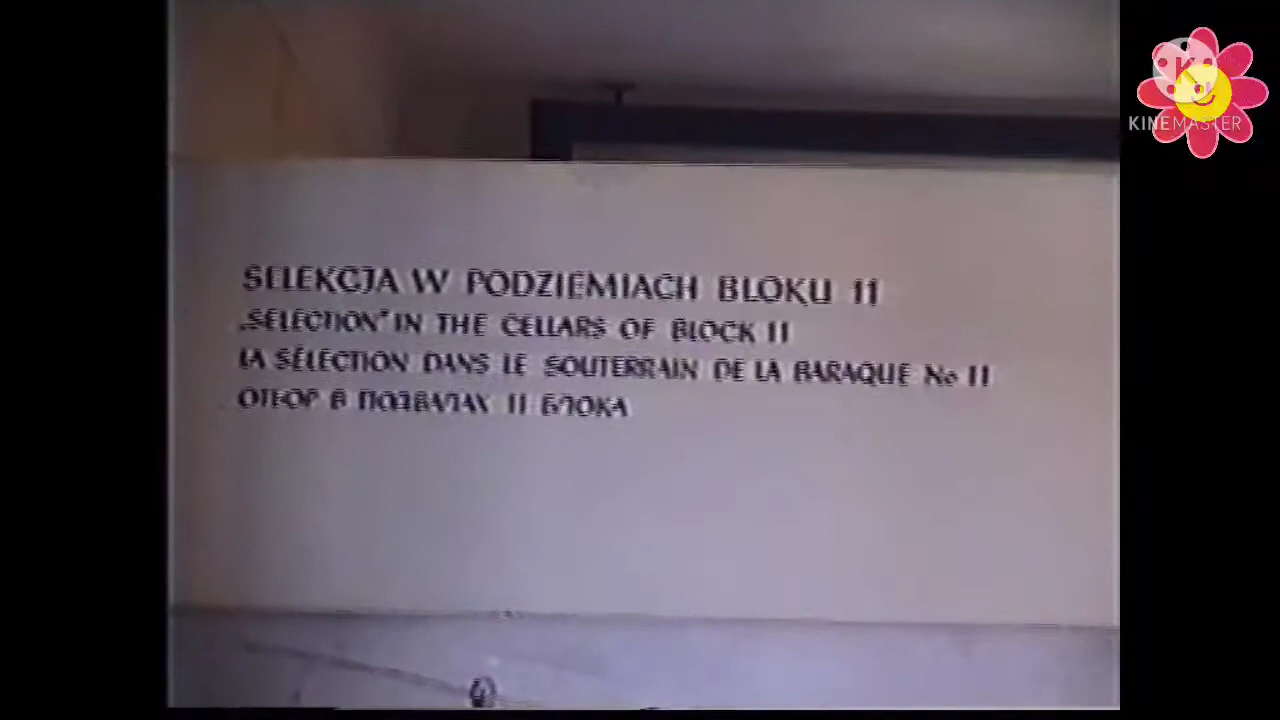 SELEKCJA W PODZIEMIACH BLOKU 11
„SELECTION" IN THE CELLARS OF BLOCK 11
LA SÉLECTION DANS LE SOUTERRAIN DE LA BARAQUE No 11
ОТБОР В ПОДВАЛАХ 11 БЛОКА
K
KINEMASTER